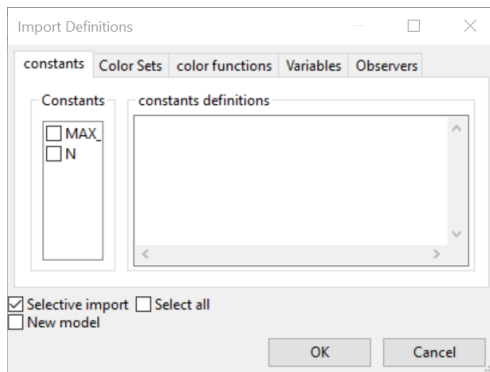 Import Definitions
constants Color Sets color functions Variables Observers
Constants constants definitions
MAX_
N
Selective import Select all
New model
OK Cancel